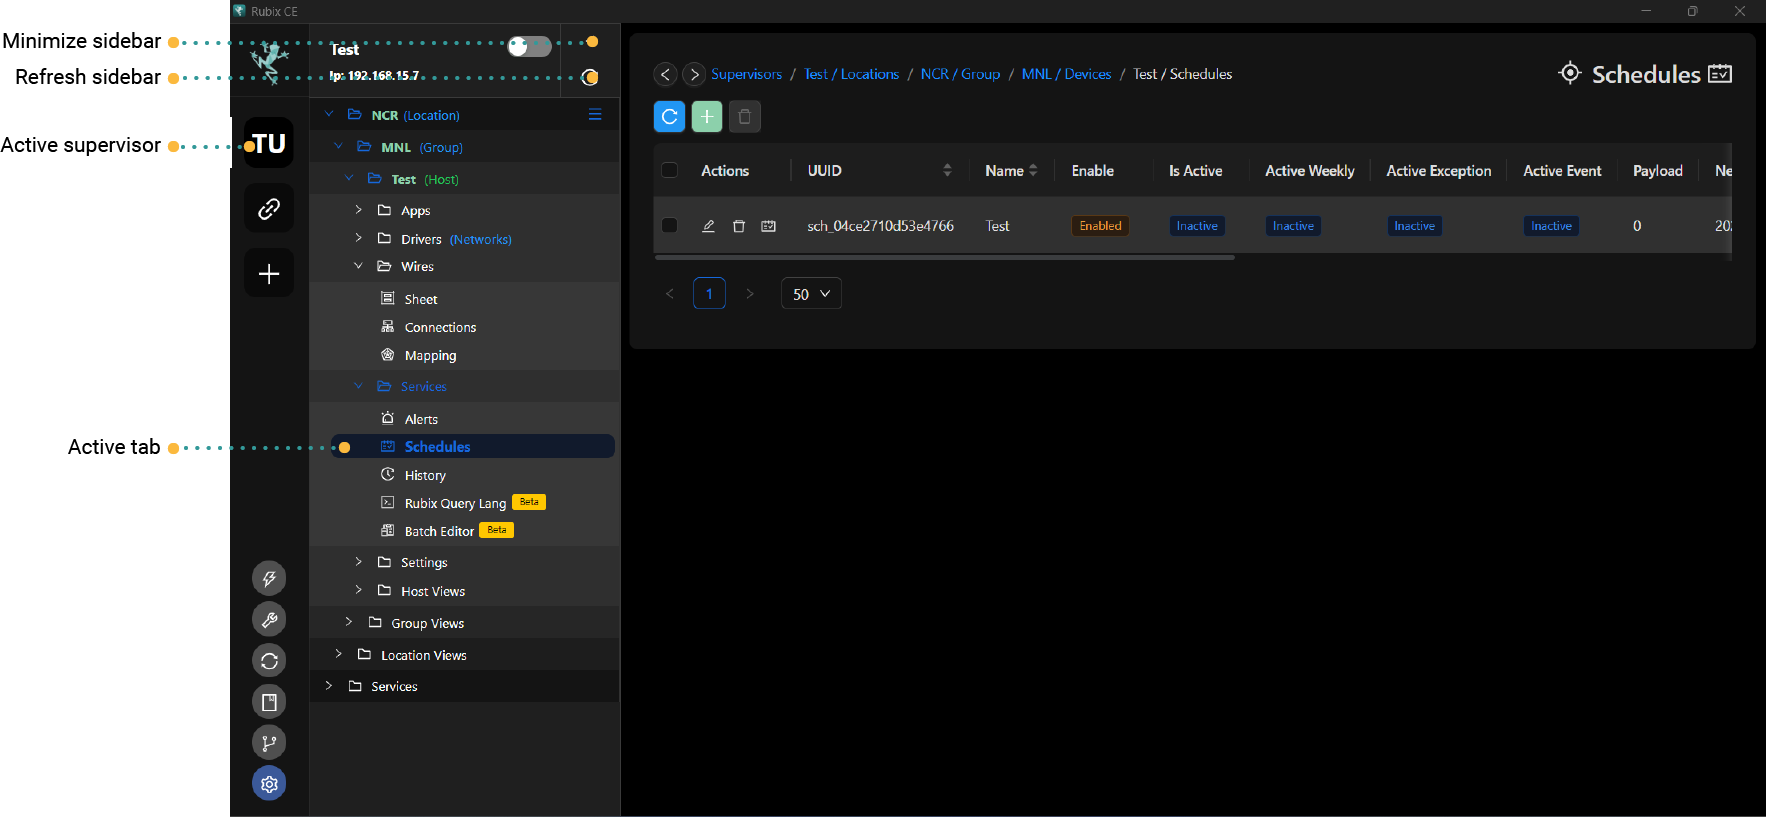 Rubix CE
Minimize sidebar
Refresh sidebar
Active supervisor
Active tab
Test
Ip: 192.168.15.7
TU
NCR (Location)
MNL (Group)
Test (Host)
Apps
Drivers (Networks)
Wires
Sheet
Connections
Mapping
Services
Alerts
Schedules
History
Rubix Query Lang Beta
Batch Editor Beta
Settings
Host Views
Group Views
Location Views
Services
Supervisors / Test / Locations / NCR / Group / MNL / Devices / Test / Schedules
Schedules
Actions UUID Name Enable Is Active Active Weekly Active Exception Active Event Payload
sch_04ce2710d53e4766 Test Enabled Inactive Inactive Inactive Inactive 0
1 50